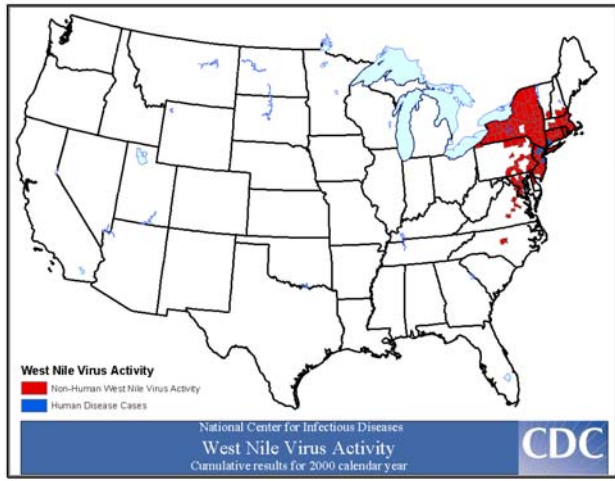 West Nile Virus Activity
Non-Human West Nile Virus Activity
Human Disease Cases
National Center for Infectious Diseases
West Nile Virus Activity
Cumulative results for 2000 calendar year
CDC